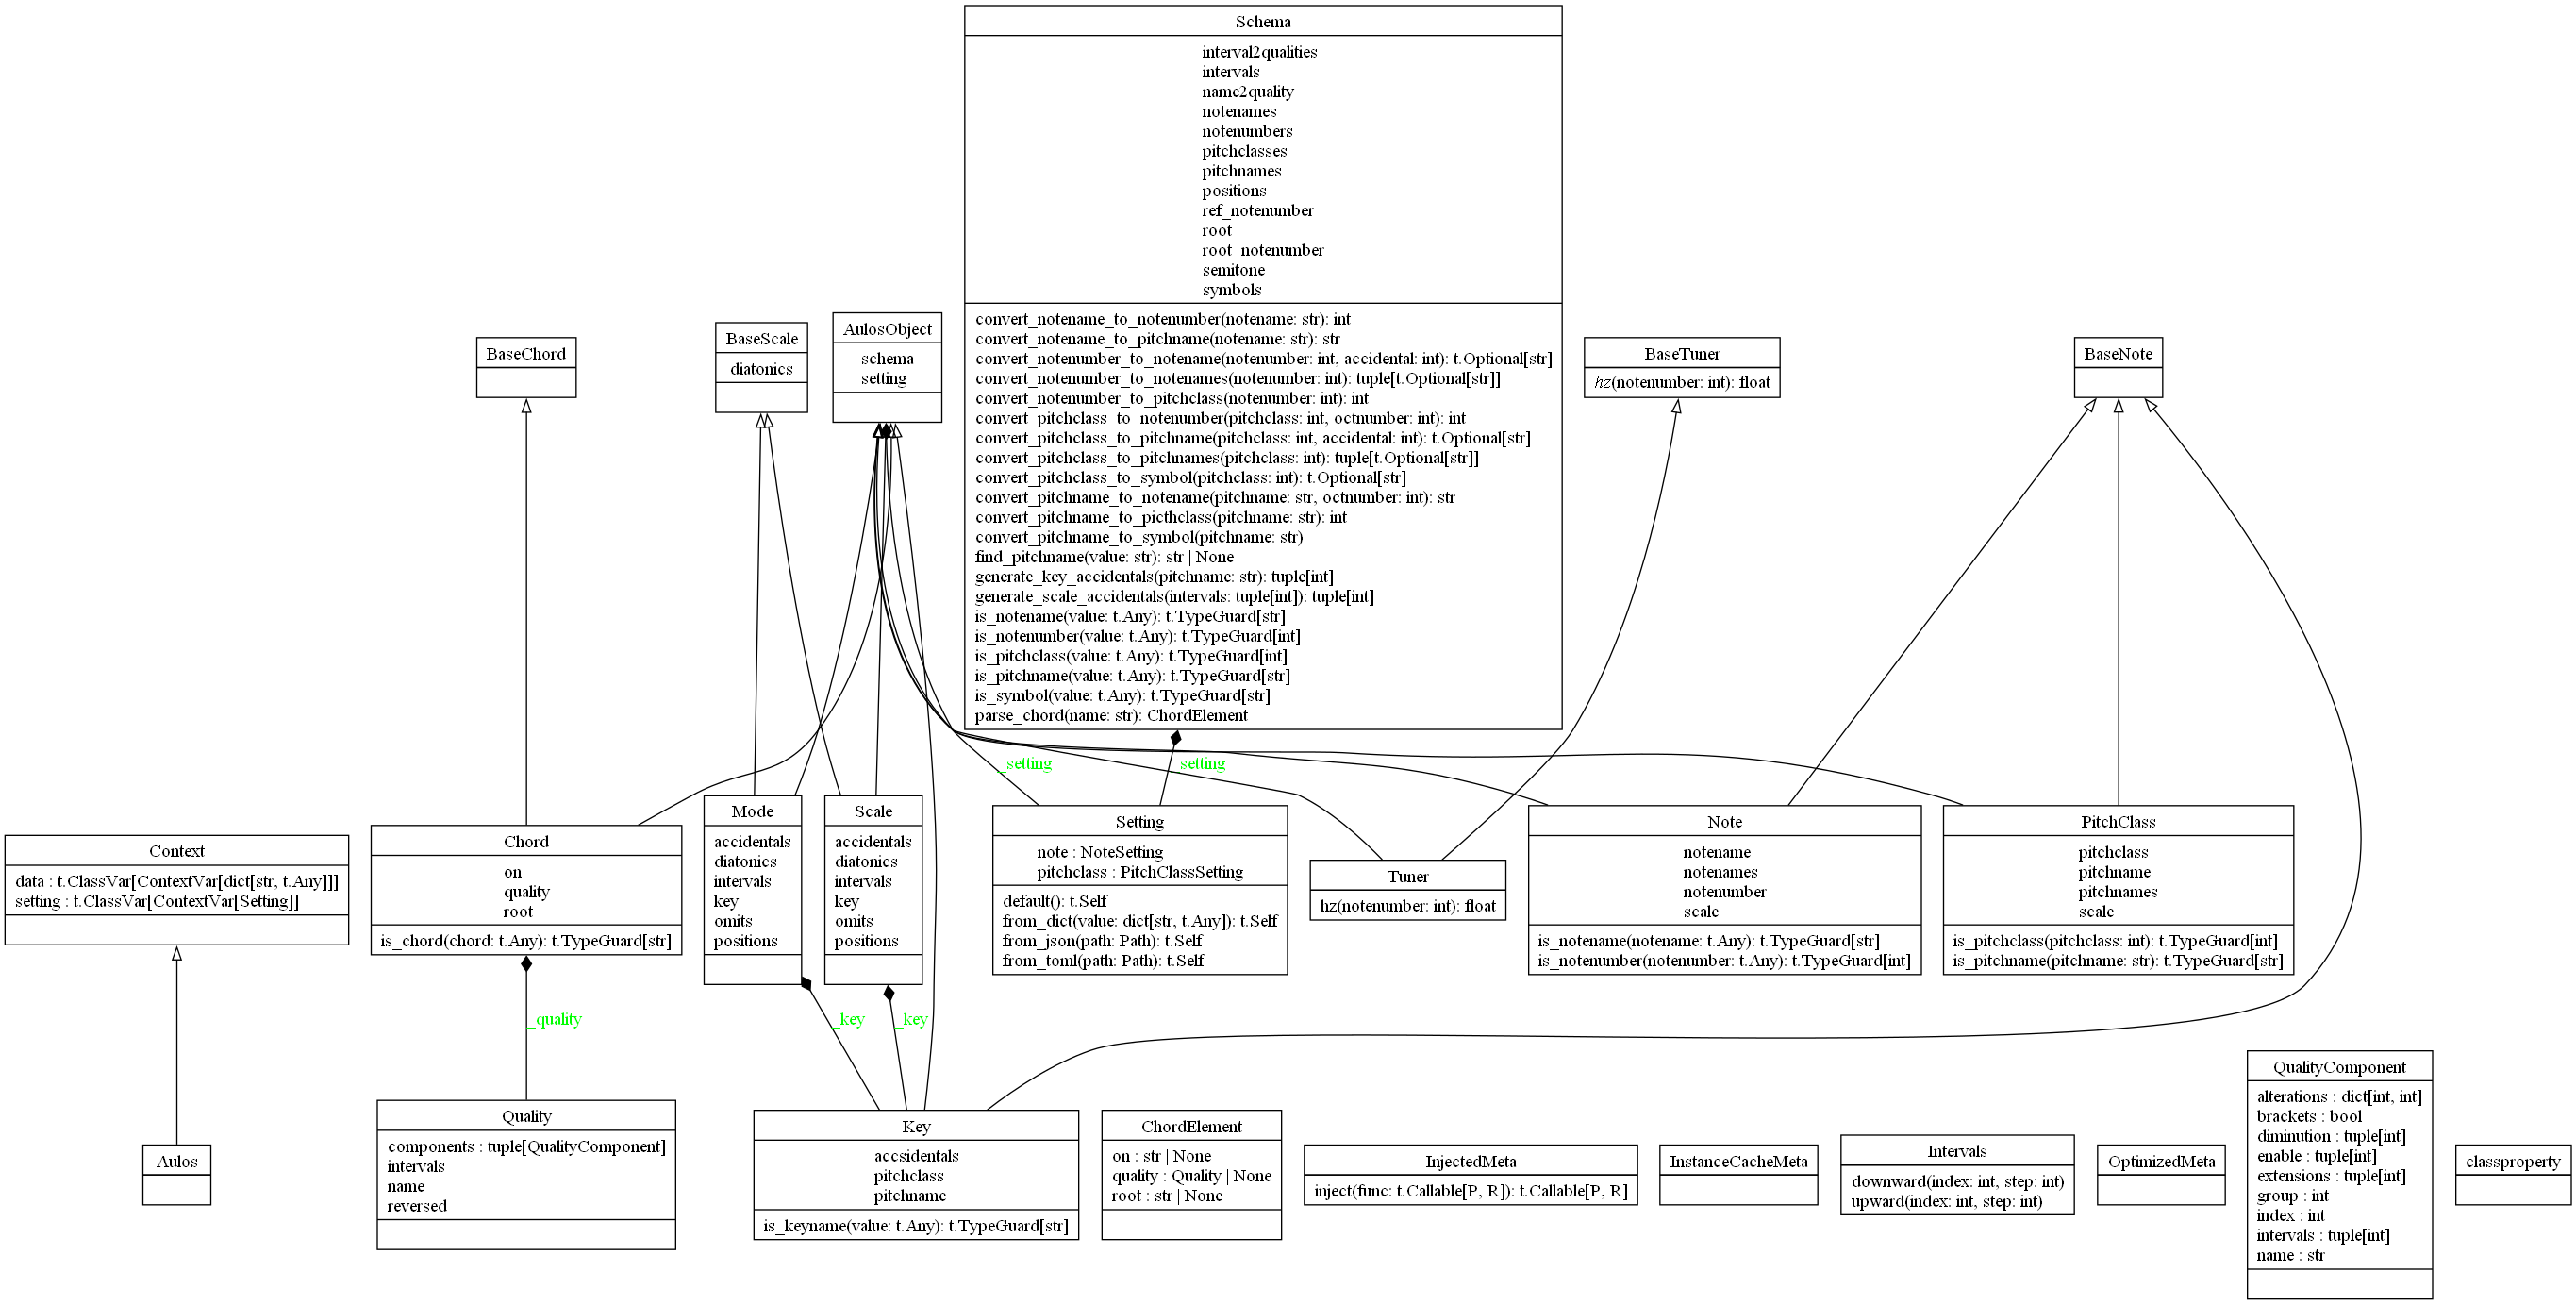 Schema
interval2qualities
intervals
name2quality
notenames
notenumbers
pitchclasses
pitchnames
positions
ref_notenumber
root
root_notenumber
semitone
symbols
convert_notename_to_notenumber(notename: str): int
convert_notename_to_pitchname(notename: str): str
convert_notenumber_to_notename(notenumber: int, accidental: int): t.Optional[str]
convert_notenumber_to_notenames(notenumber: int): tuple[t.Optional[str]]
convert_notenumber_to_pitchclass(notenumber: int): int
convert_pitchclass_to_notenumber(pitchclass: int, octnumber: int): int
convert_pitchclass_to_pitchname(pitchclass: int, accidental: int): t.Optional[str]
convert_pitchclass_to_pitchnames(pitchclass: int): tuple[t.Optional[str]]
convert_pitchclass_to_symbol(pitchclass: int): t.Optional[str]
convert_pitchname_to_notename(pitchname: str, octnumber: int): str
convert_pitchname_to_picthclass(pitchname: str): int
convert_pitchname_to_symbol(pitchname: str)
find_pitchname(value: str): str | None
generate_key_accidentals(pitchname: str): tuple[int]
generate_scale_accidentals(intervals: tuple[int]): tuple[int]
is_notename(value: t.Any): t.TypeGuard[str]
is_notenumber(value: t.Any): t.TypeGuard[int]
is_pitchclass(value: t.Any): t.TypeGuard[int]
is_pitchname(value: t.Any): t.TypeGuard[str]
is_symbol(value: t.Any): t.TypeGuard[str]
parse_chord(name: str): ChordElement
BaseChord
BaseScale
diatonics
AulosObject
schema
setting
BaseTuner
hz(notenumber: int): float
BaseNote
_setting
setting
Context
data : t.ClassVar[ContextVar[dict[str, t.Any]]]
setting : t.ClassVar[ContextVar[Setting]]
Chord
on
quality
root
is_chord(chord: t.Any): t.TypeGuard[str]
Mode
accidentals
diatonics
intervals
key
omits
positions
Scale
accidentals
diatonics
intervals
key
omits
positions
Setting
note : NoteSetting
pitchclass : PitchClassSetting
default(): t.Self
from_dict(value: dict[str, t.Any]): t.Self
from_json(path: Path): t.Self
from_toml(path: Path): t.Self
Tuner
hz(notenumber: int): float
Note
notename
notenames
notenumber
scale
is_notename(notename: t.Any): t.TypeGuard[str]
is_notenumber(notenumber: t.Any): t.TypeGuard[int]
PitchClass
pitchclass
pitchname
pitchnames
scale
is_pitchclass(pitchclass: int): t.TypeGuard[int]
is_pitchname(pitchname: str): t.TypeGuard[str]
_quality
_key
_key
Aulos
Quality
components : tuple[QualityComponent]
intervals
name
reversed
Key
accsidentals
pitchclass
pitchname
is_keyname(value: t.Any): t.TypeGuard[str]
ChordElement
on : str | None
quality : Quality | None
root : str | None
InjectedMeta
inject(func: t.Callable[P, R]): t.Callable[P, R]
InstanceCacheMeta
Intervals
downward(index: int, step: int)
upward(index: int, step: int)
OptimizedMeta
QualityComponent
alterations : dict[int, int]
brackets : bool
diminution : tuple[int]
enable : tuple[int]
extensions : tuple[int]
group : int
index : int
intervals : tuple[int]
name : str
classproperty